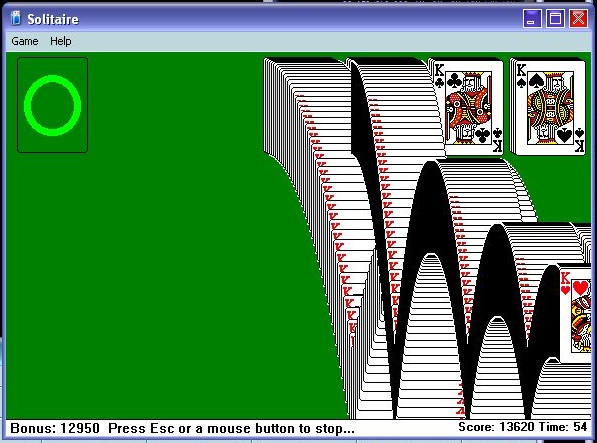 Solitaire
Game Help
K K
K K
K
Bonus: 12950 Press Esc or a mouse button to stop... Score: 13620 Time: 54